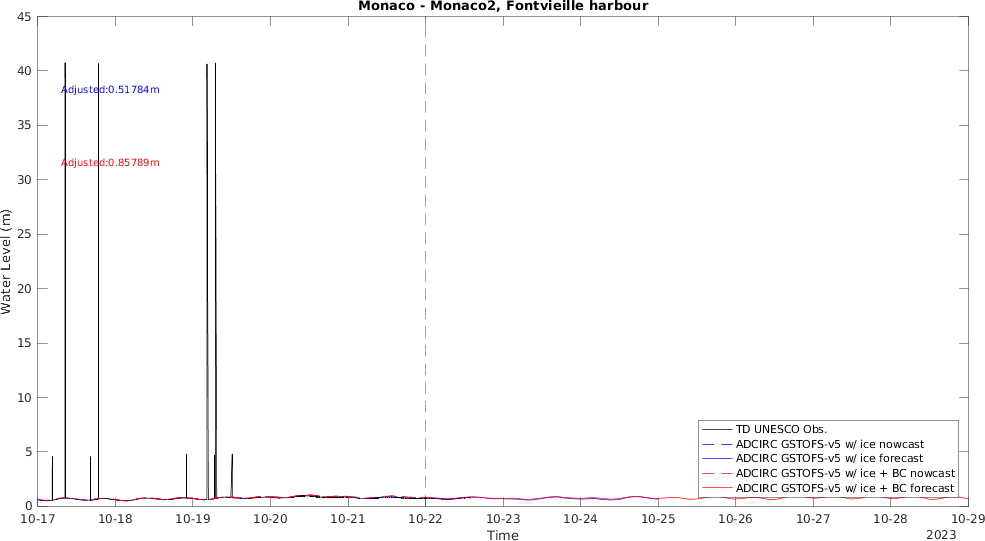 Monaco - Monaco2, Fontvieille harbour
45
40
35
30
25
20
15
10
5
0
Water Level (m)
Adjusted:0.51784m
Adjusted:0.85789m
TD UNESCO Obs.
ADCIRC GSTOFS-v5 w/ ice nowcast
ADCIRC GSTOFS-v5 w/ ice forecast
ADCIRC GSTOFS-v5 w/ ice + BC nowcast
ADCIRC GSTOFS-v5 w/ ice + BC forecast
10-17 10-18 10-19 10-20 10-21 10-22 10-23 10-24 10-25 10-26 10-27 10-28 10-29
Time
2023